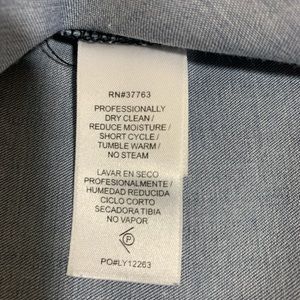 RN#37763
PROFESSIONALLY
DRY CLEAN /
REDUCE MOISTURE /
SHORT CYCLE /
TUMBLE WARM /
NO STEAM
LAVAR EN SECO
PROFESIONALMENTE /
HUMEDAD REDUCIDA
CICLO CORTO
SECADORA TIBIA
NO VAPOR
P
PO#LY12263